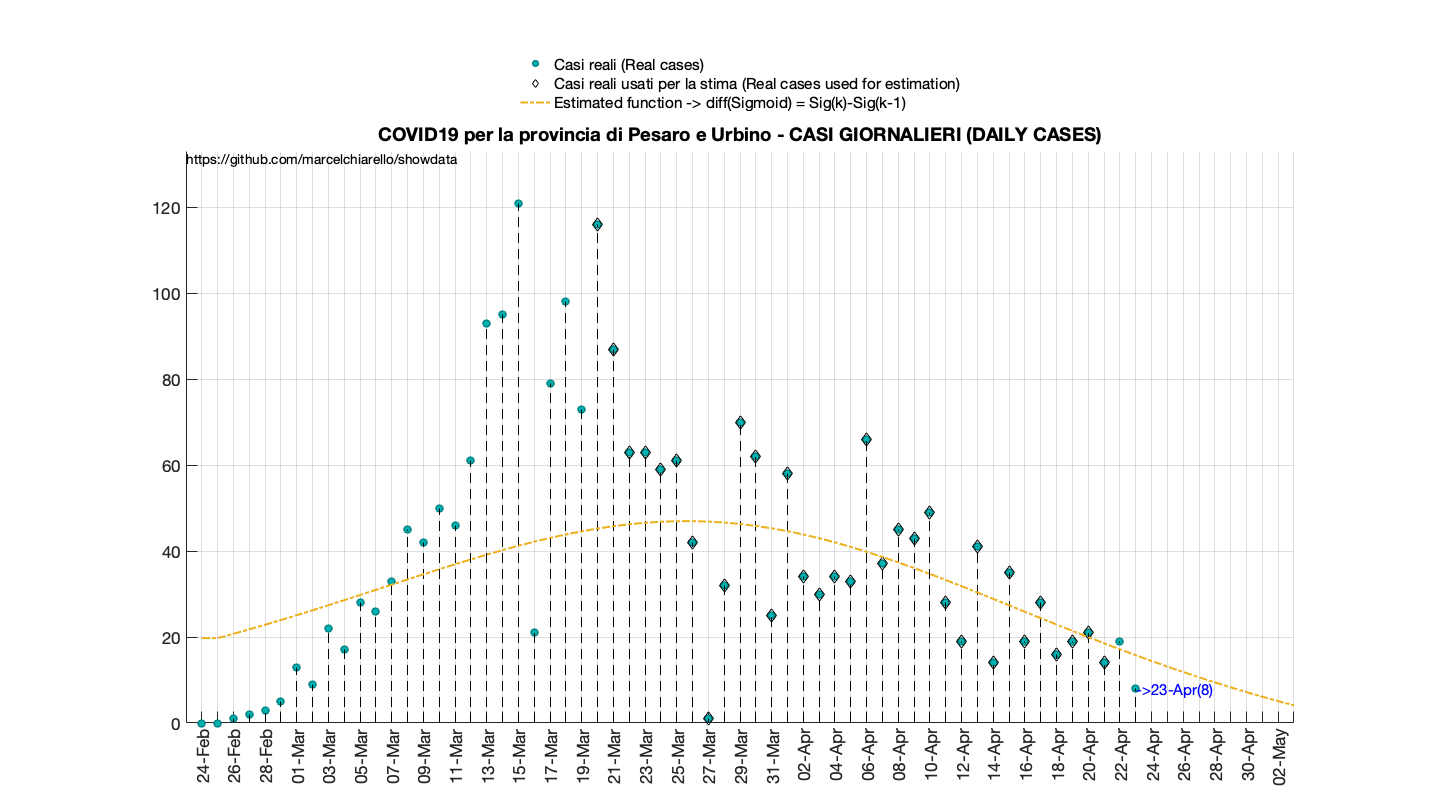 Casi reali (Real cases)
Casi reali usati per la stima (Real cases used for estimation)
Estimated function -> diff(Sigmoid) = Sig(k)-Sig(k-1)
COVID19 per la provincia di Pesaro e Urbino - CASI GIORNALIERI (DAILY CASES)
https://github.com/marcelchiarello/showdata
120
100
80
60
40
20
0
->23-Apr(8)
24-Feb
26-Feb
28-Feb
01-Mar
03-Mar
05-Mar
07-Mar
09-Mar
11-Mar
13-Mar
15-Mar
17-Mar
19-Mar
21-Mar
23-Mar
25-Mar
27-Mar
29-Mar
31-Mar
02-Apr
04-Apr
06-Apr
08-Apr
10-Apr
12-Apr
14-Apr
16-Apr
18-Apr
20-Apr
22-Apr
24-Apr
26-Apr
28-Apr
30-Apr
02-May